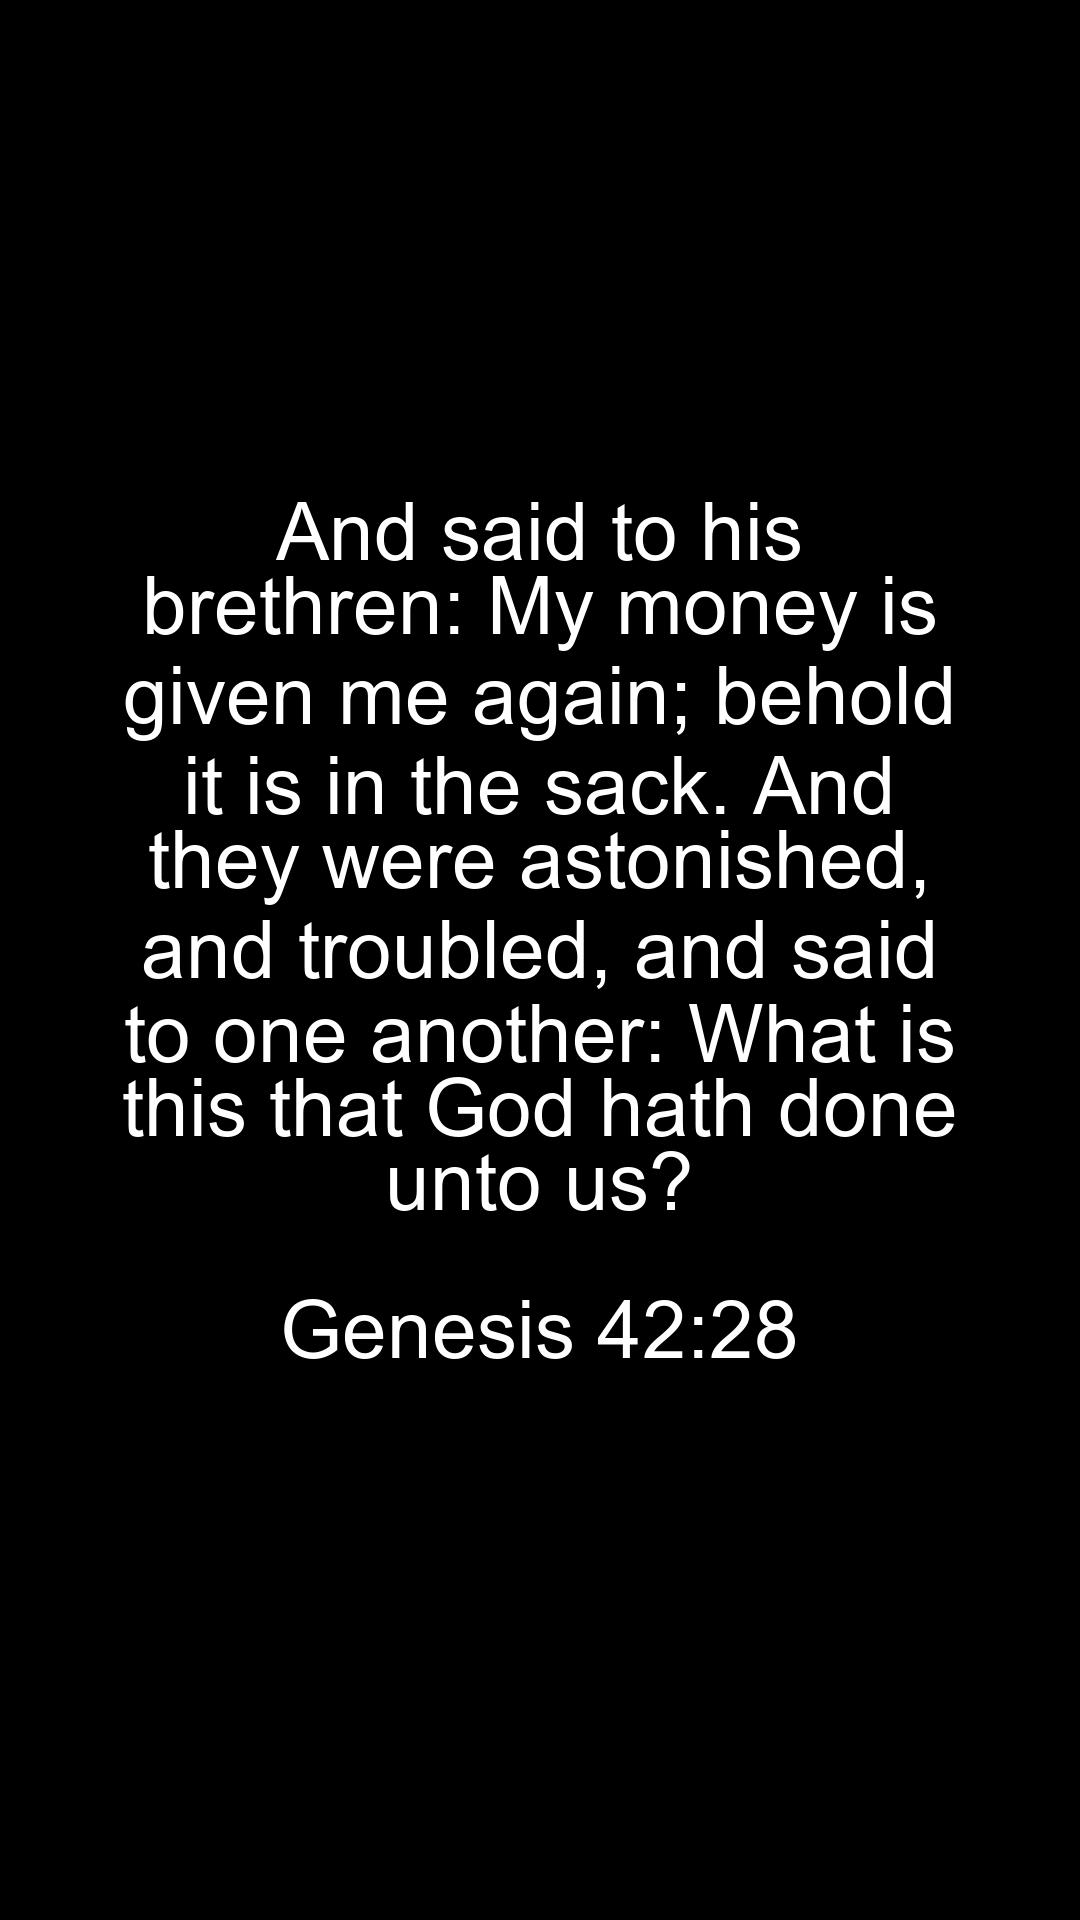 And said to his
brethren: My money is
given me again; behold
it is in the sack. And
they were astonished,
and troubled, and said
to one another: What is
this that God hath done
unto us?
Genesis 42:28